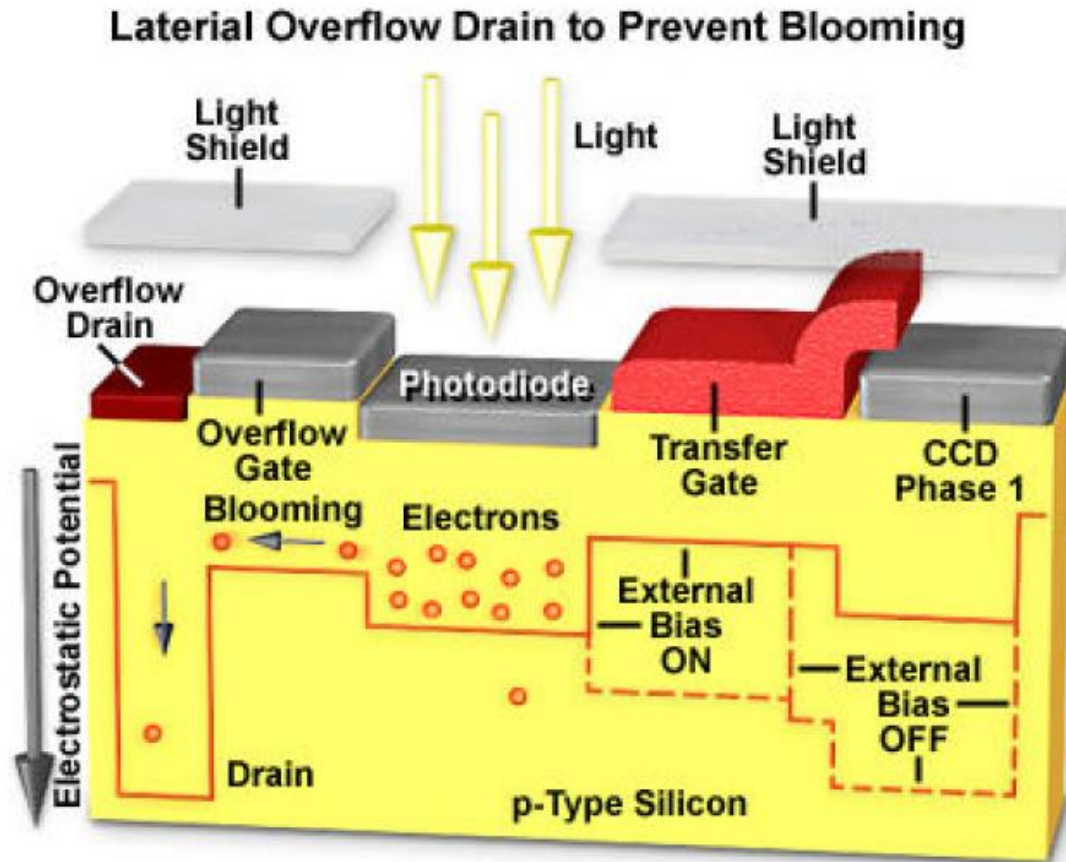 Laterial Overflow Drain to Prevent Blooming
Light
Shield
Light
Light
Shield
Overflow
Drain
Photodiode
Overflow
Gate
Transfer
Gate
CCD
Phase 1
Electrostatic Potential
Blooming
Electrons
External
Bias
ON
External
Bias
OFF
Drain
p-Type Silicon